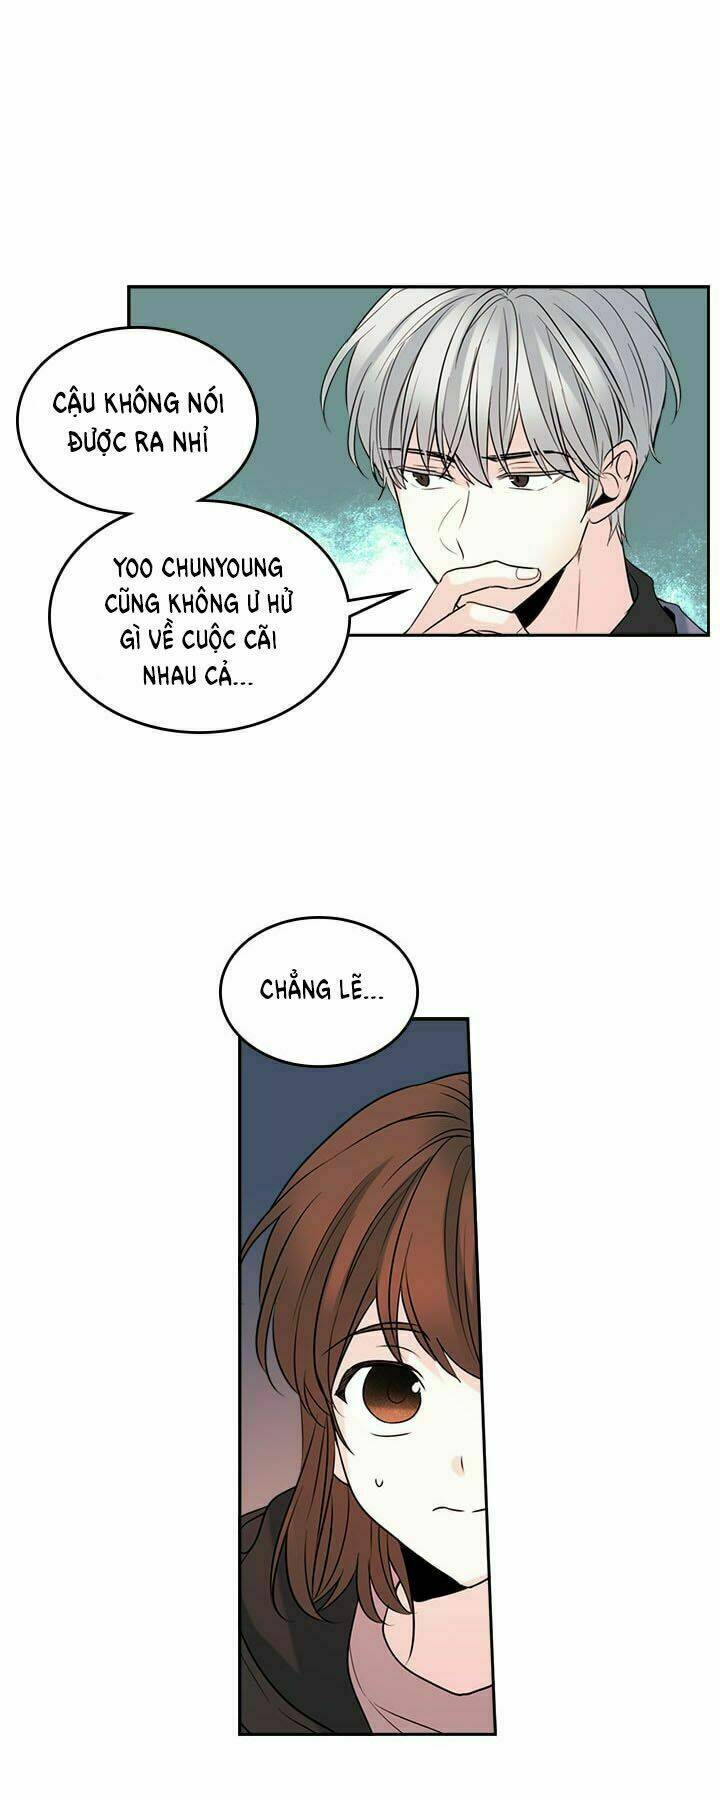 CẬU KHÔNG NÓI
ĐƯỢC RA NHỈ
YOO CHUNYOUNG
CŨNG KHÔNG Ư HỬ
GÌ VỀ CUỘC CÃI
NHAU CẢ...
CHẲNG LẼ...